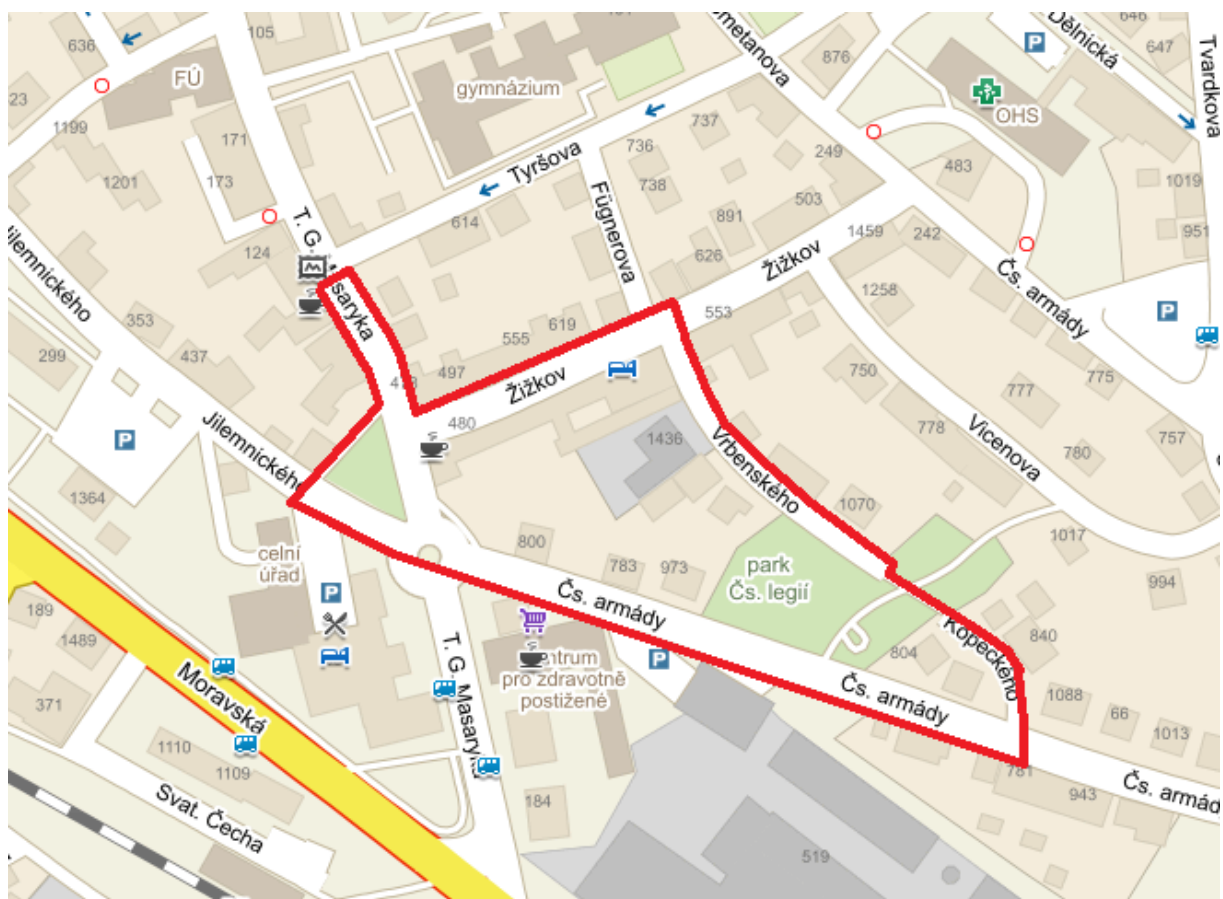 636
105
FÚ
gymnázium
Smetanova
876
Dělnická
646
647
Tvardkova
P
OHS
23
1199
171
1201
173
Tyršova
737
736
738
249
483
1019
951
T. G. Masaryka
614
Fügnerova
891
503
626
1459
242
Žižkov
124
Jilemnického
353
437
299
555
619
553
1258
Čs. armády
P
497
Žižkov
480
750
777
775
778
780
757
Vicenova
P
Jilemnického
1364
1436
Vrbenského
1070
1017
994
celní
úřad
800
783
973
park
Čs. legií
P
189
1489
Čs. armády
Kopeckého
840
804
centrum
pro zdravotně
postižené
P
T. G. Masaryka
Čs. armády
1088
66
1013
371
Moravská
1110
1109
781
943
Čs. armád
184
Svat. Čecha
519